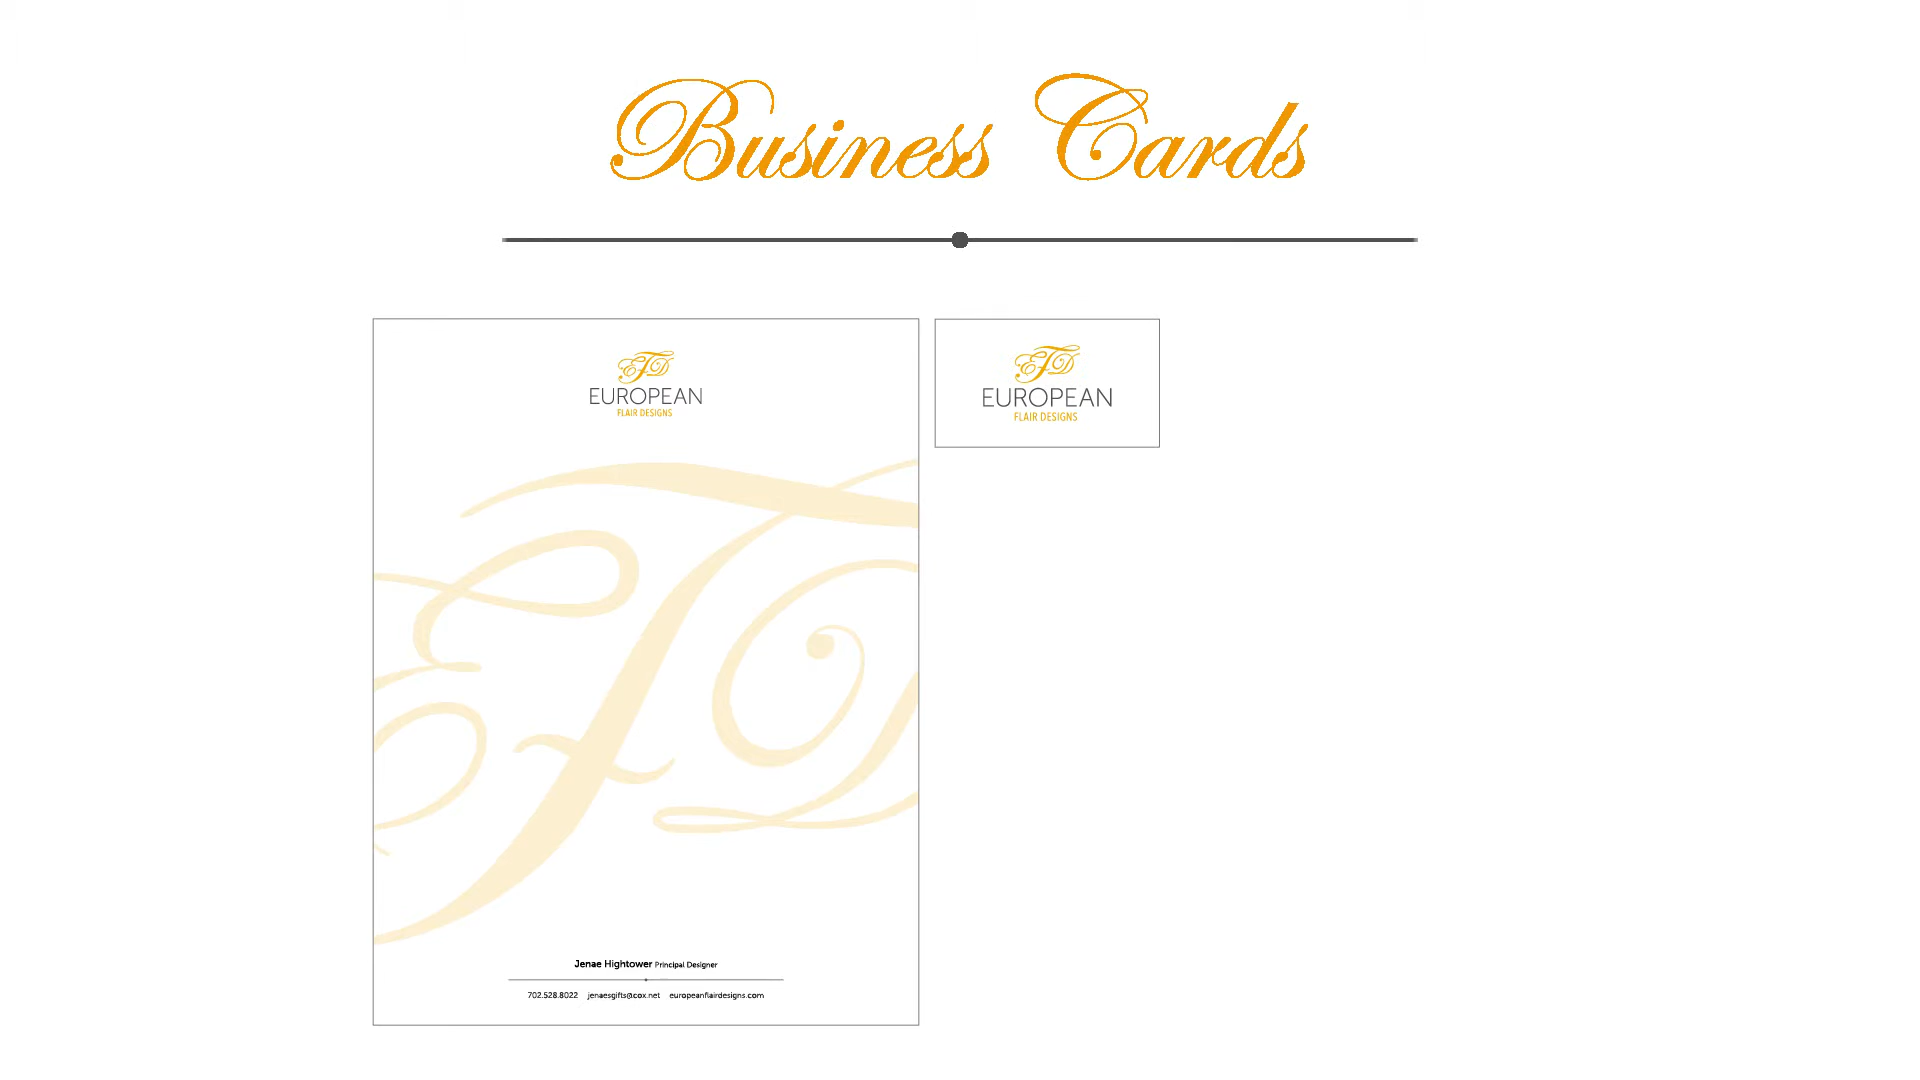 Business Cards
EFD
EUROPEAN
FLAIR DESIGNS
EFD
Jenae Hightower Principal Designer
702.528.8022 jenaesgifts@cox.net europeanflairdesigns.com
EFD
EUROPEAN
FLAIR DESIGNS